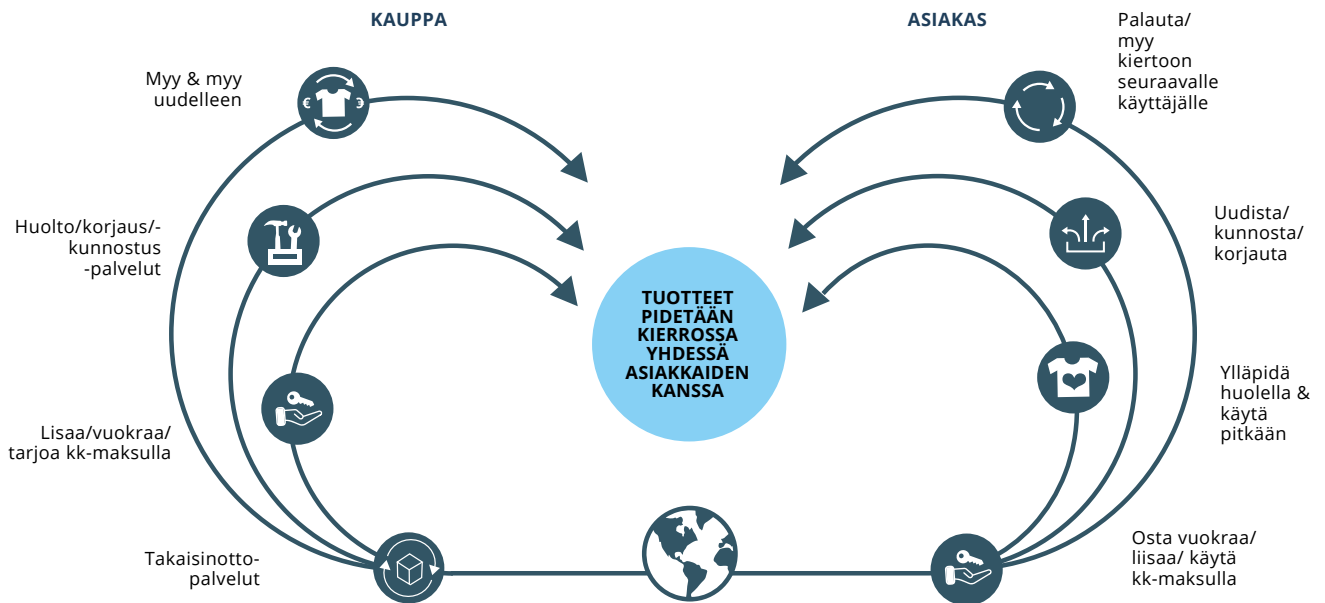 KAUPPA
Myy & myy
uudelleen
Huolto/korjaus/-
kunnostus
-palvelut
Lisaa/vuokraa/
tarjoa kk-maksulla
Takaisinotto-
palvelut
€
€
TUOTTEET
PIDETÄÄN
KIERROSSA
YHDESSÄ
ASIAKKAIDEN
KANSSA
ASIAKAS
Palauta/
myy
kiertoon
seuraavalle
käyttäjälle
Uudista/
kunnosta/
korjauta
Ylläpidä
huolella &
käytä
pitkään
Osta vuokraa/
liisaa/ käytä
kk-maksulla